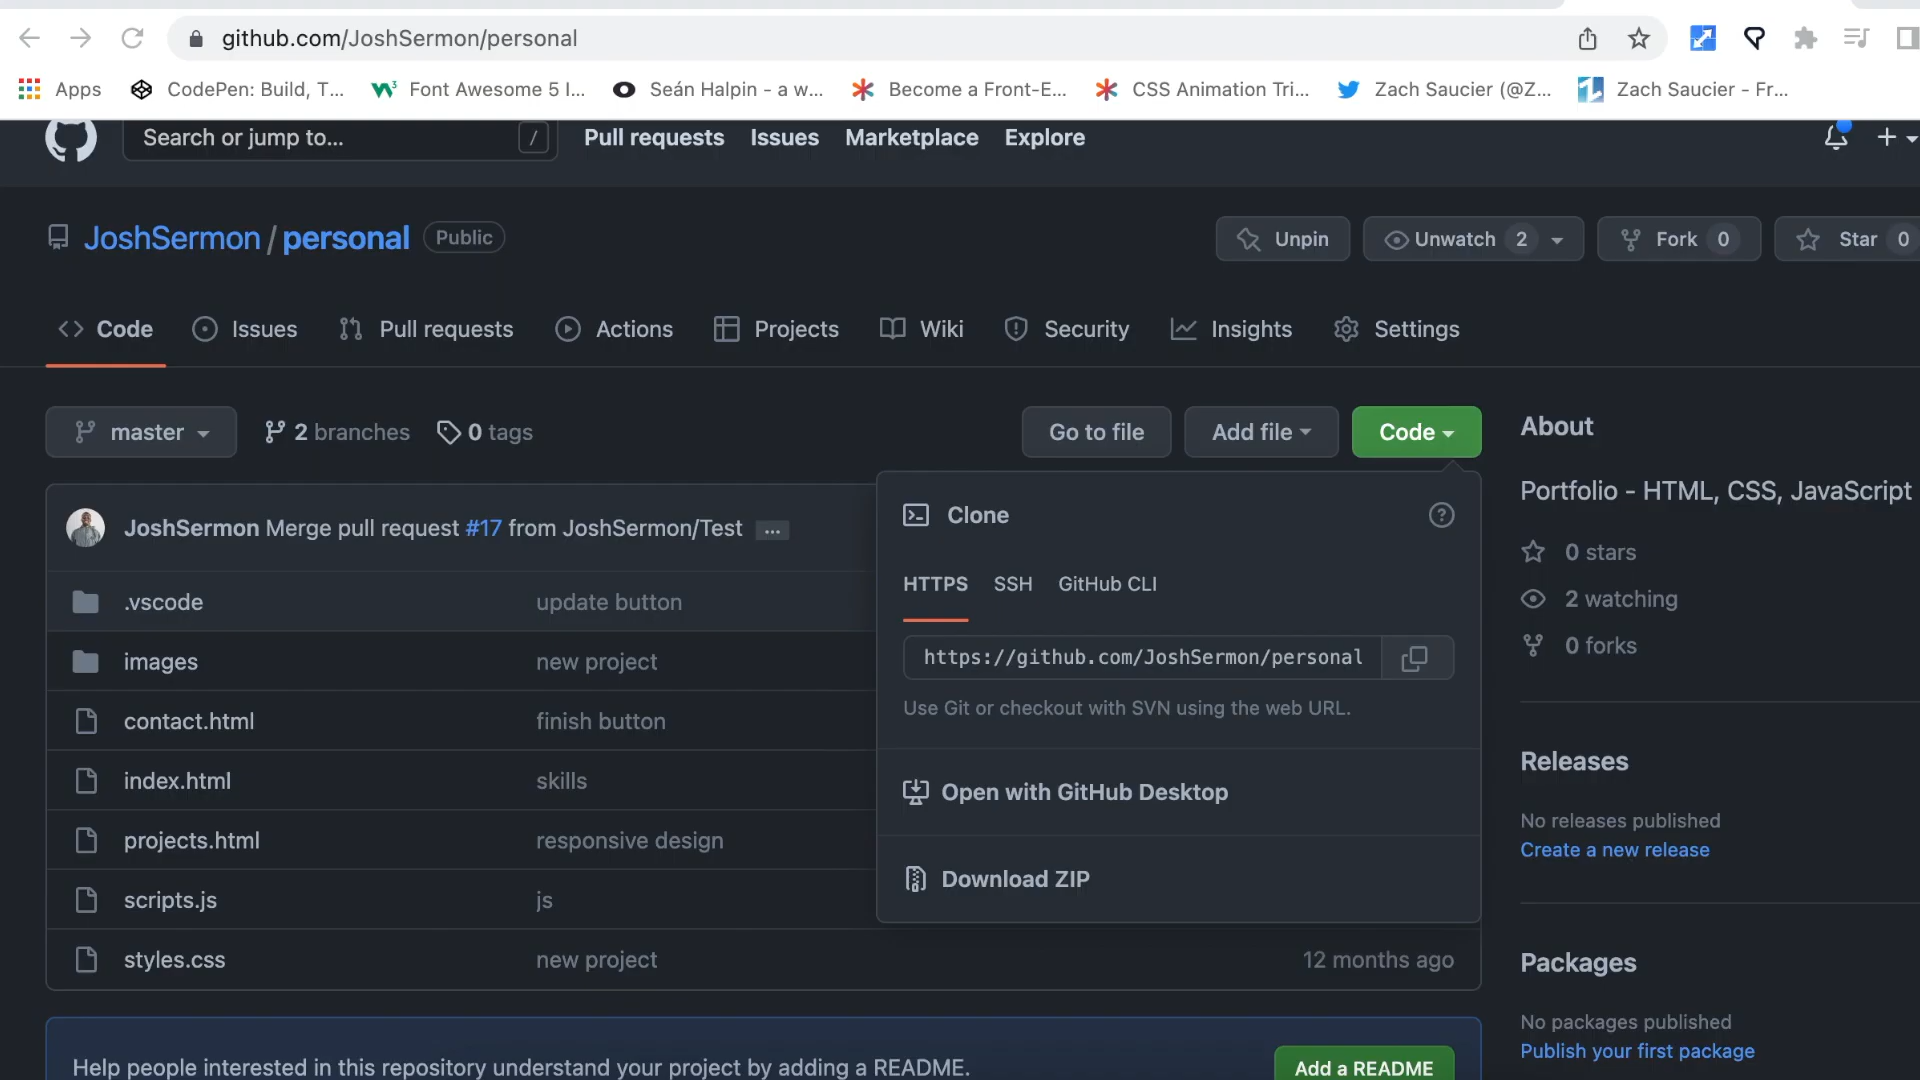 github.com/JoshSermon/personal
Apps CodePen: Build, T... Font Awesome 5 I... Seán Halpin - a w... Become a Front-E... CSS Animation Tri... Zach Saucier (@Z... Zach Saucier - Fr...
Search or jump to... / Pull requests Issues Marketplace Explore
JoshSermon / personal Public Unpin Unwatch 2 Fork 0 Star 0
Code Issues Pull requests Actions Projects Wiki Security Insights Settings
master 2 branches 0 tags Go to file Add file Code
About
Portfolio - HTML, CSS, JavaScript
0 stars
2 watching
0 forks
JoshSermon Merge pull request #17 from JoshSermon/Test ...
.vscode update button
images new project
contact.html finish button
index.html skills
projects.html responsive design
scripts.js js
styles.css new project 12 months ago
Clone
HTTPS SSH GitHub CLI
https://github.com/JoshSermon/personal
Use Git or checkout with SVN using the web URL.
Open with GitHub Desktop
Download ZIP
Releases
No releases published
Create a new release
Packages
No packages published
Publish your first package
Help people interested in this repository understand your project by adding a README. Add a README